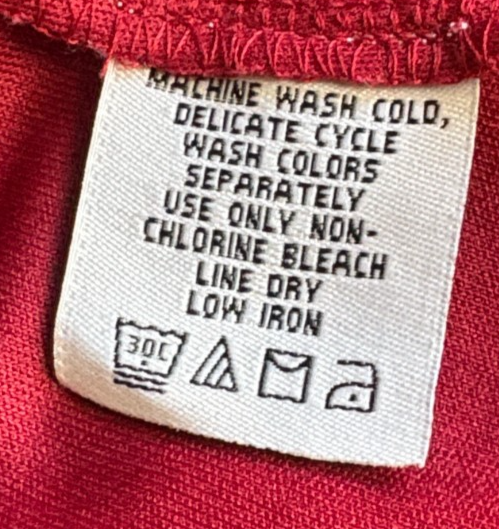 MACHINE WASH COLD,
DELICATE CYCLE
WASH COLORS
SEPARATELY
USE ONLY NON-
CHLORINE BLEACH
LINE DRY
LOW IRON
30C